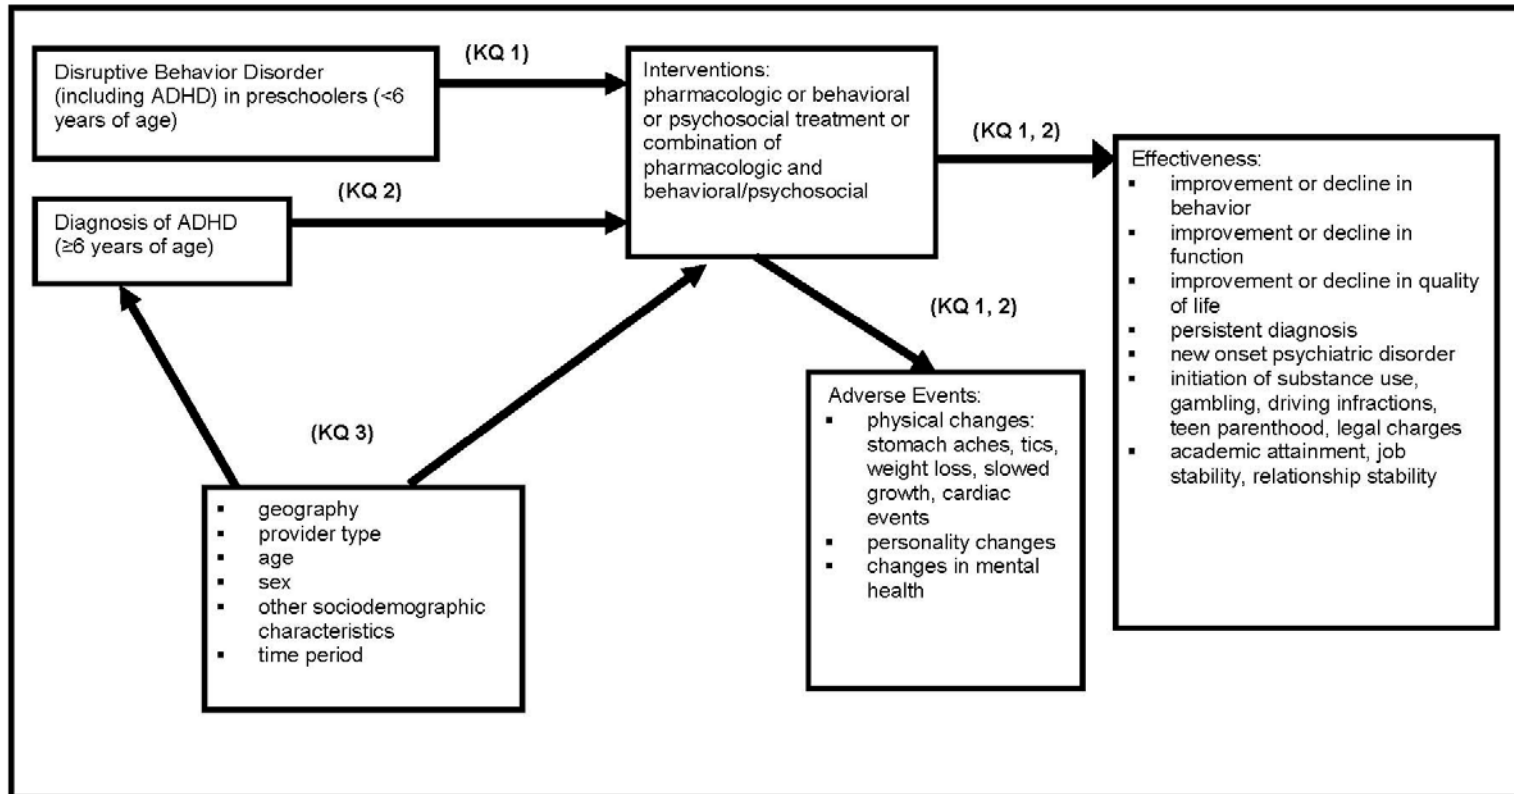 (KQ 1)
Disruptive Behavior Disorder
(including ADHD) in preschoolers (<6
years of age)
Interventions:
pharmacologic or behavioral
or psychosocial treatment or
combination of
pharmacologic and
behavioral/psychosocial
(KQ 1, 2)
(KQ 2)
Diagnosis of ADHD
(≥6 years of age)
Effectiveness:
▪ improvement or decline in
behavior
▪ improvement or decline in
function
▪ improvement or decline in quality
of life
▪ persistent diagnosis
▪ new onset psychiatric disorder
▪ initiation of substance use,
gambling, driving infractions,
teen parenthood, legal charges
▪ academic attainment, job
stability, relationship stability
(KQ 1, 2)
Adverse Events:
▪ physical changes:
stomach aches, tics,
weight loss, slowed
growth, cardiac
events
▪ personality changes
▪ changes in mental
health
(KQ 3)
▪ geography
▪ provider type
▪ age
▪ sex
▪ other sociodemographic
characteristics
▪ time period